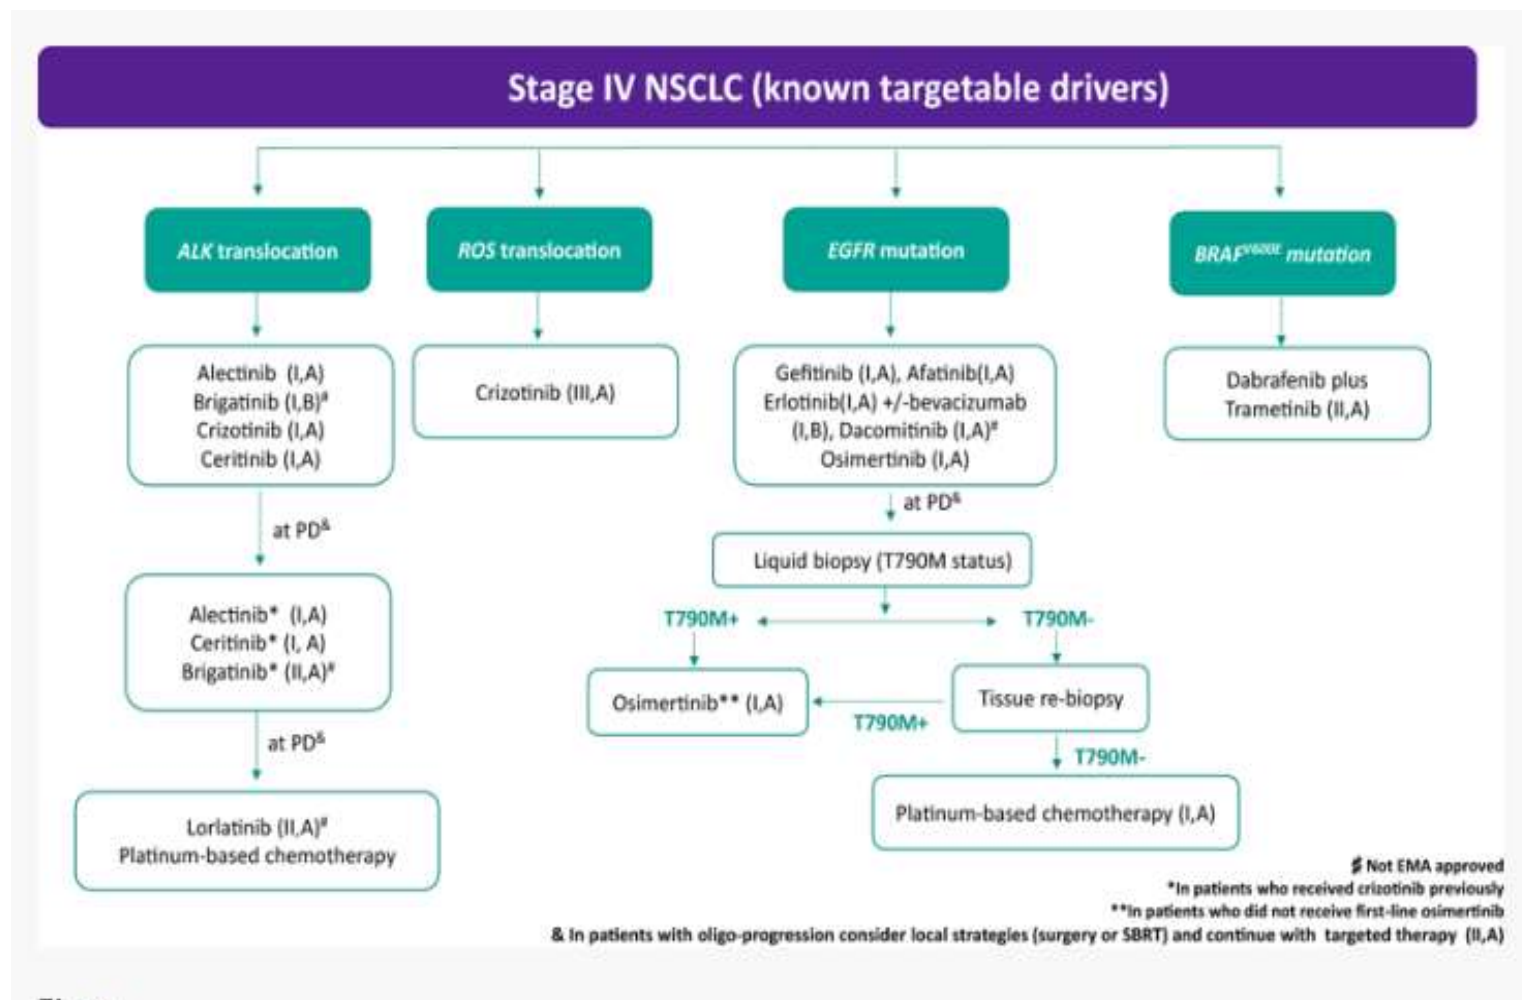 Stage IV NSCLC (known targetable drivers)
ALK translocation
ROS translocation
EGFR mutation
BRAFV600E mutation
Alectinib (I,A)
Brigatinib (I,B)#
Crizotinib (I,A)
Ceritinib (I,A)
Crizotinib (III,A)
Gefitinib (I,A), Afatinib(I,A)
Erlotinib(I,A) +/-bevacizumab
(I,B), Dacomitinib (I,A)#
Osimertinib (I,A)
Dabrafenib plus
Trametinib (II,A)
at PD&
at PD&
Liquid biopsy (T790M status)
Alectinib* (I,A)
Ceritinib* (I, A)
Brigatinib* (II,A)#
T790M+
T790M-
Osimertinib** (I,A)
Tissue re-biopsy
T790M+
T790M-
at PD&
Lorlatinib (II,A)#
Platinum-based chemotherapy
Platinum-based chemotherapy (I,A)
# Not EMA approved
*In patients who received crizotinib previously
**In patients who did not receive first-line osimertinib
& In patients with oligo-progression consider local strategies (surgery or SBRT) and continue with targeted therapy (II,A)